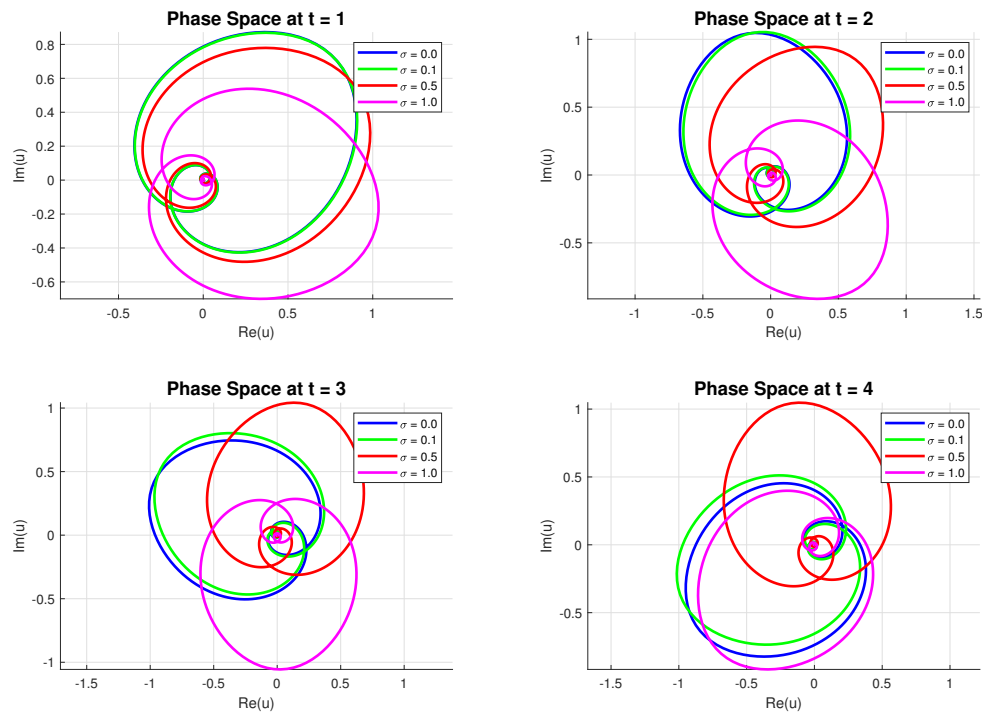 Phase Space at t = 1
0.8
0.6
0.4
0.2
0
-0.2
-0.4
-0.6
-0.5
0
0.5
1
Im(u)
Re(u)
σ = 0.0
σ = 0.1
σ = 0.5
σ = 1.0
Phase Space at t = 2
1
0.5
0
-0.5
-1
-0.5
0
0.5
1
1.5
Im(u)
Re(u)
σ = 0.0
σ = 0.1
σ = 0.5
σ = 1.0
Phase Space at t = 3
1
0.5
0
-0.5
-1
-1.5
-1
-0.5
0
0.5
1
Im(u)
Re(u)
σ = 0.0
σ = 0.1
σ = 0.5
σ = 1.0
Phase Space at t = 4
1
0.5
0
-0.5
-1.5
-1
-0.5
0
0.5
1
Im(u)
Re(u)
σ = 0.0
σ = 0.1
σ = 0.5
σ = 1.0